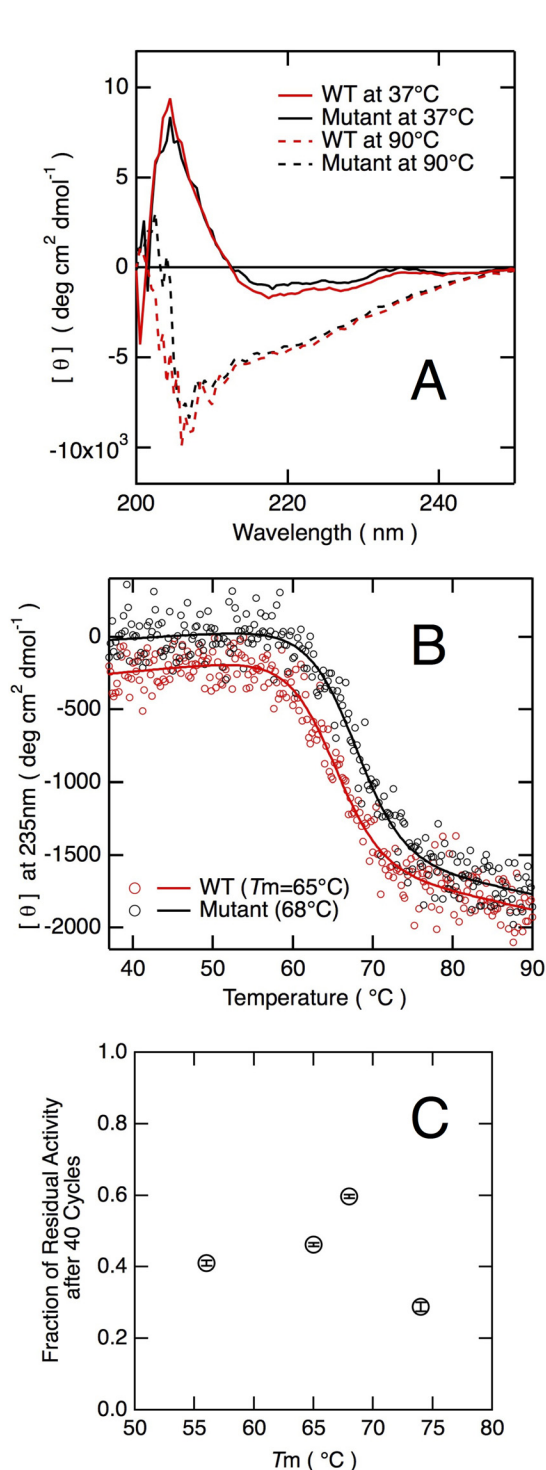 10
5
0
-5
-10x10³
[ θ ] ( deg cm² dmol⁻¹ )
WT at 37°C
Mutant at 37°C
WT at 90°C
Mutant at 90°C
A
200
220
240
Wavelength ( nm )
0
-500
-1000
-1500
-2000
[ θ ] at 235nm ( deg cm² dmol⁻¹ )
B
WT (Tm=65°C)
Mutant (68°C)
40
50
60
70
80
90
Temperature ( °C )
1.0
0.8
0.6
0.4
0.2
0.0
Fraction of Residual Activity
after 40 Cycles
C
50
55
60
65
70
75
80
Tm ( °C )